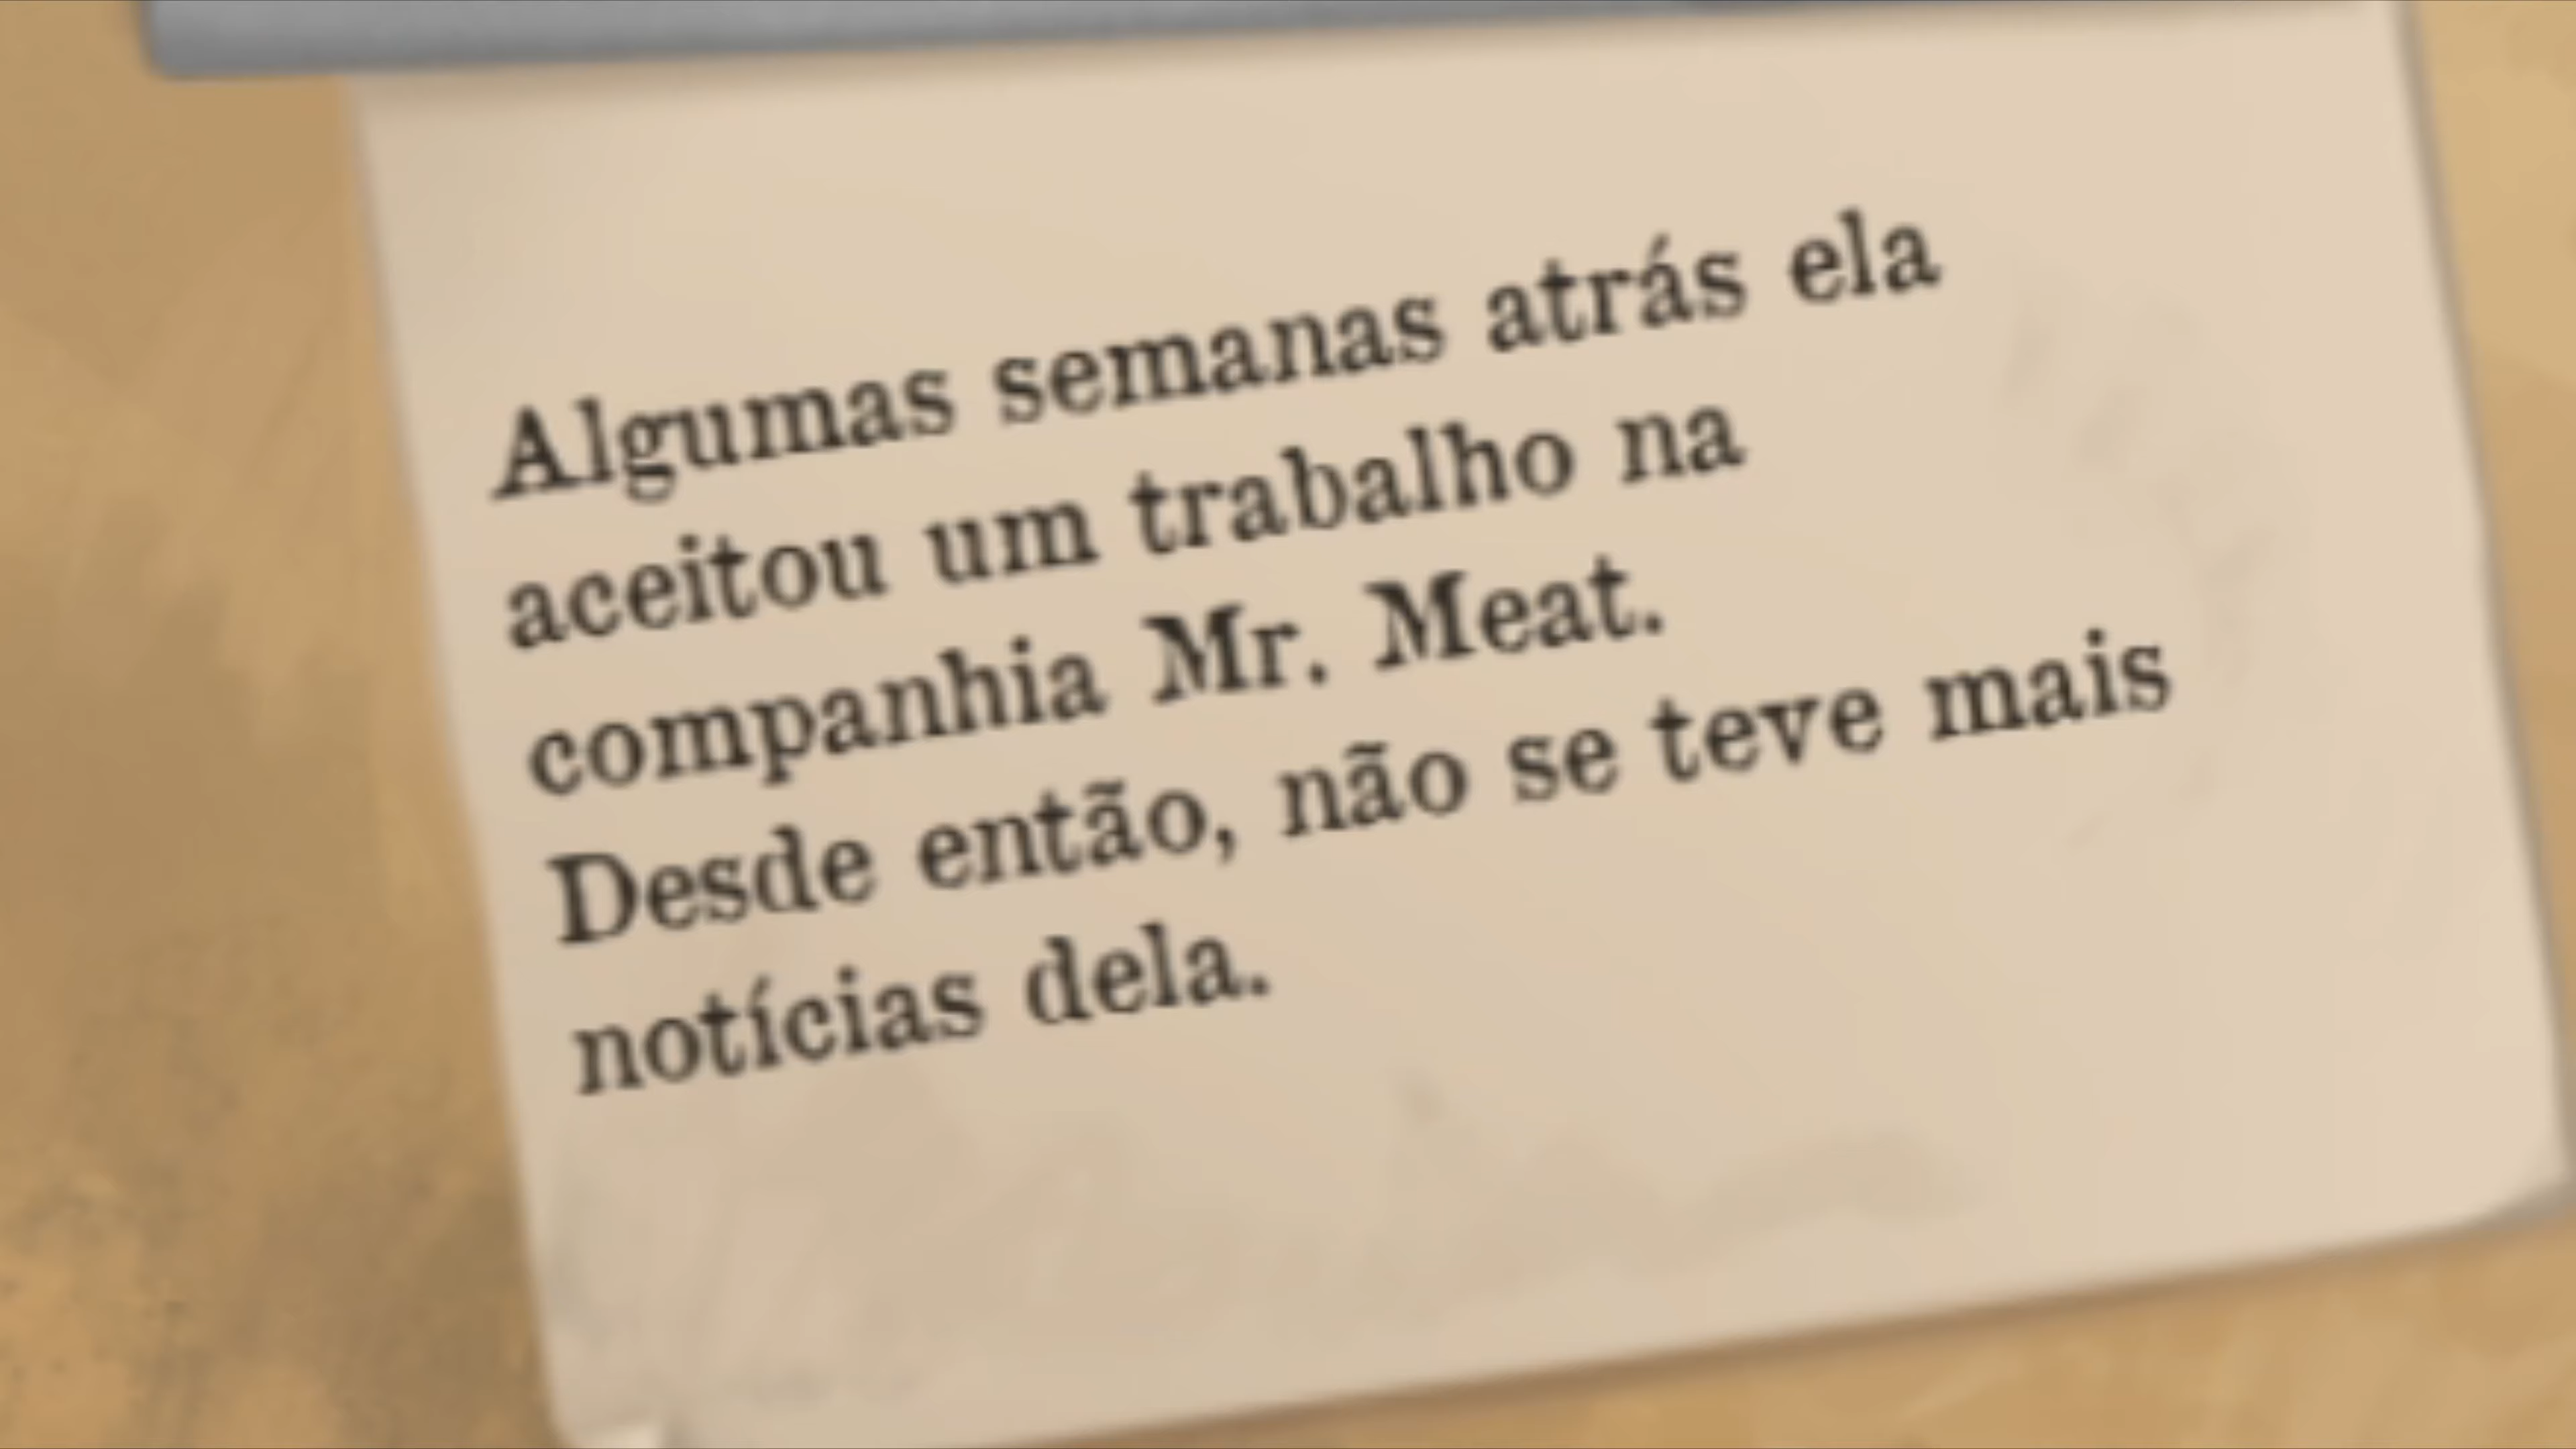 Algumas semanas atrás ela
aceitou um trabalho na
companhia Mr. Meat.
Desde então, não se teve mais
notícias dela.